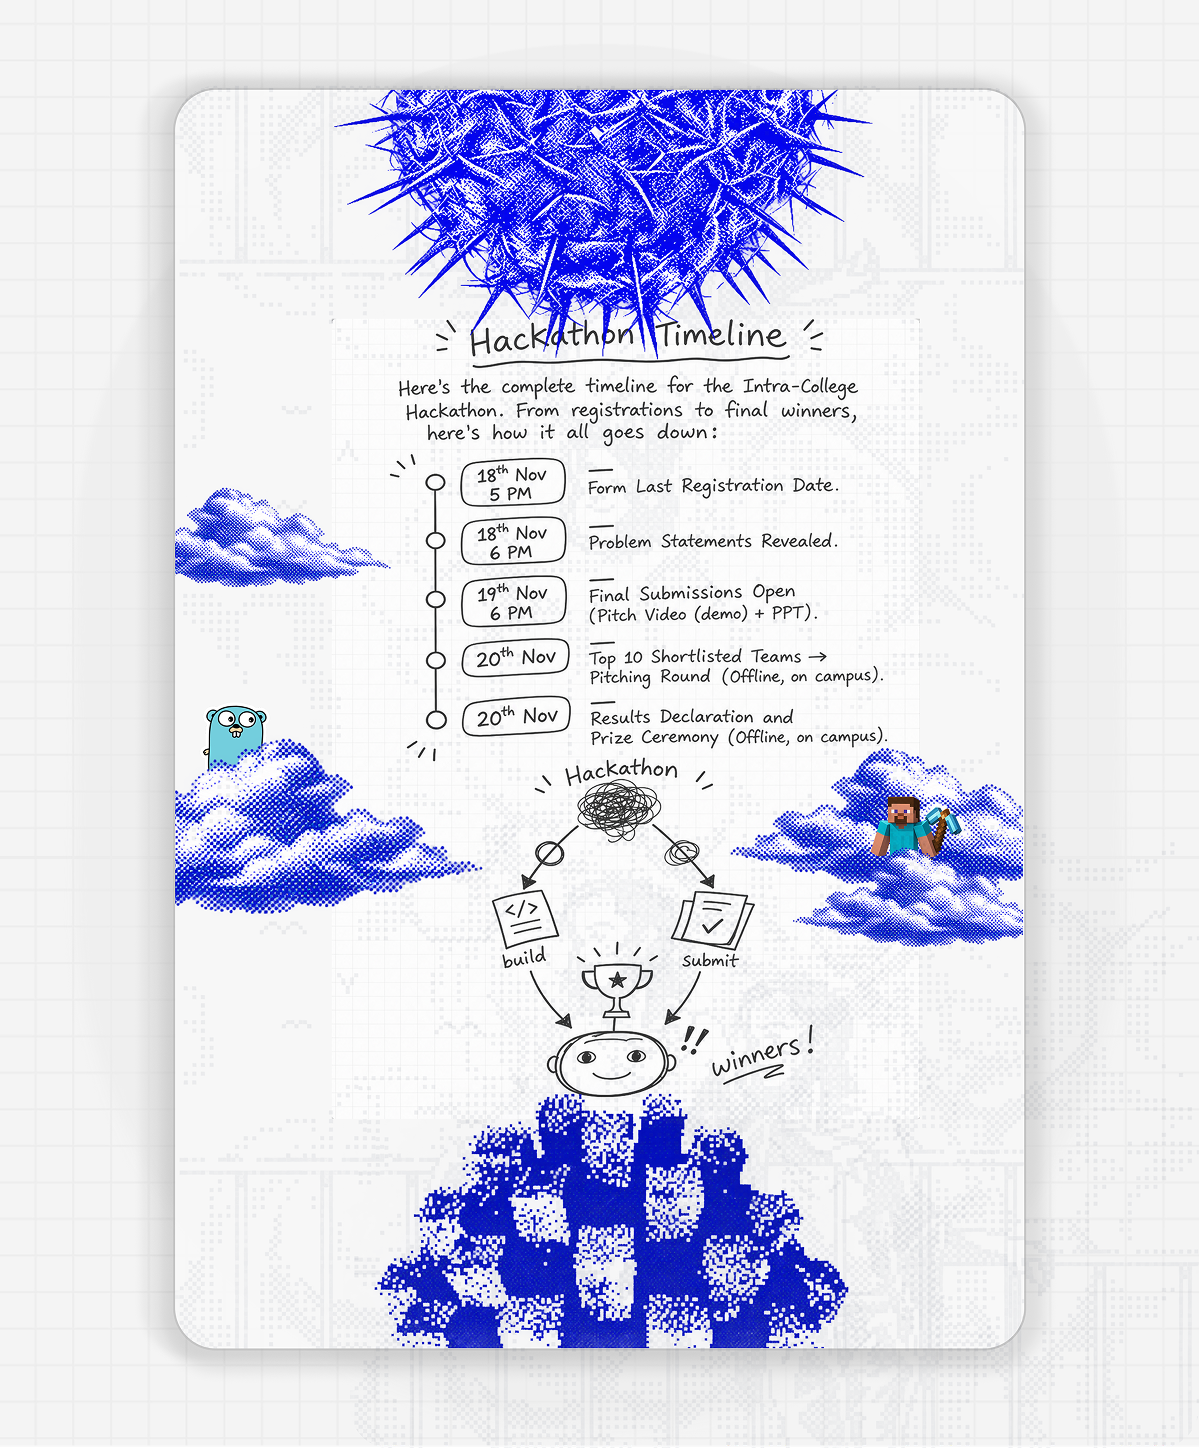 Hackathon Timeline
Here's the complete timeline for the Intra-College
Hackathon. From registrations to final winners,
here's how it all goes down:
18th Nov
5 PM
Form Last Registration Date.
18th Nov
6 PM
Problem Statements Revealed.
19th Nov
6 PM
Final Submissions Open
(Pitch Video (demo) + PPT).
20th Nov
Top 10 Shortlisted Teams →
Pitching Round (Offline, on campus).
20th Nov
Results Declaration and
Prize Ceremony (Offline, on campus).
Hackathon
</>
build
submit
!!
winners!